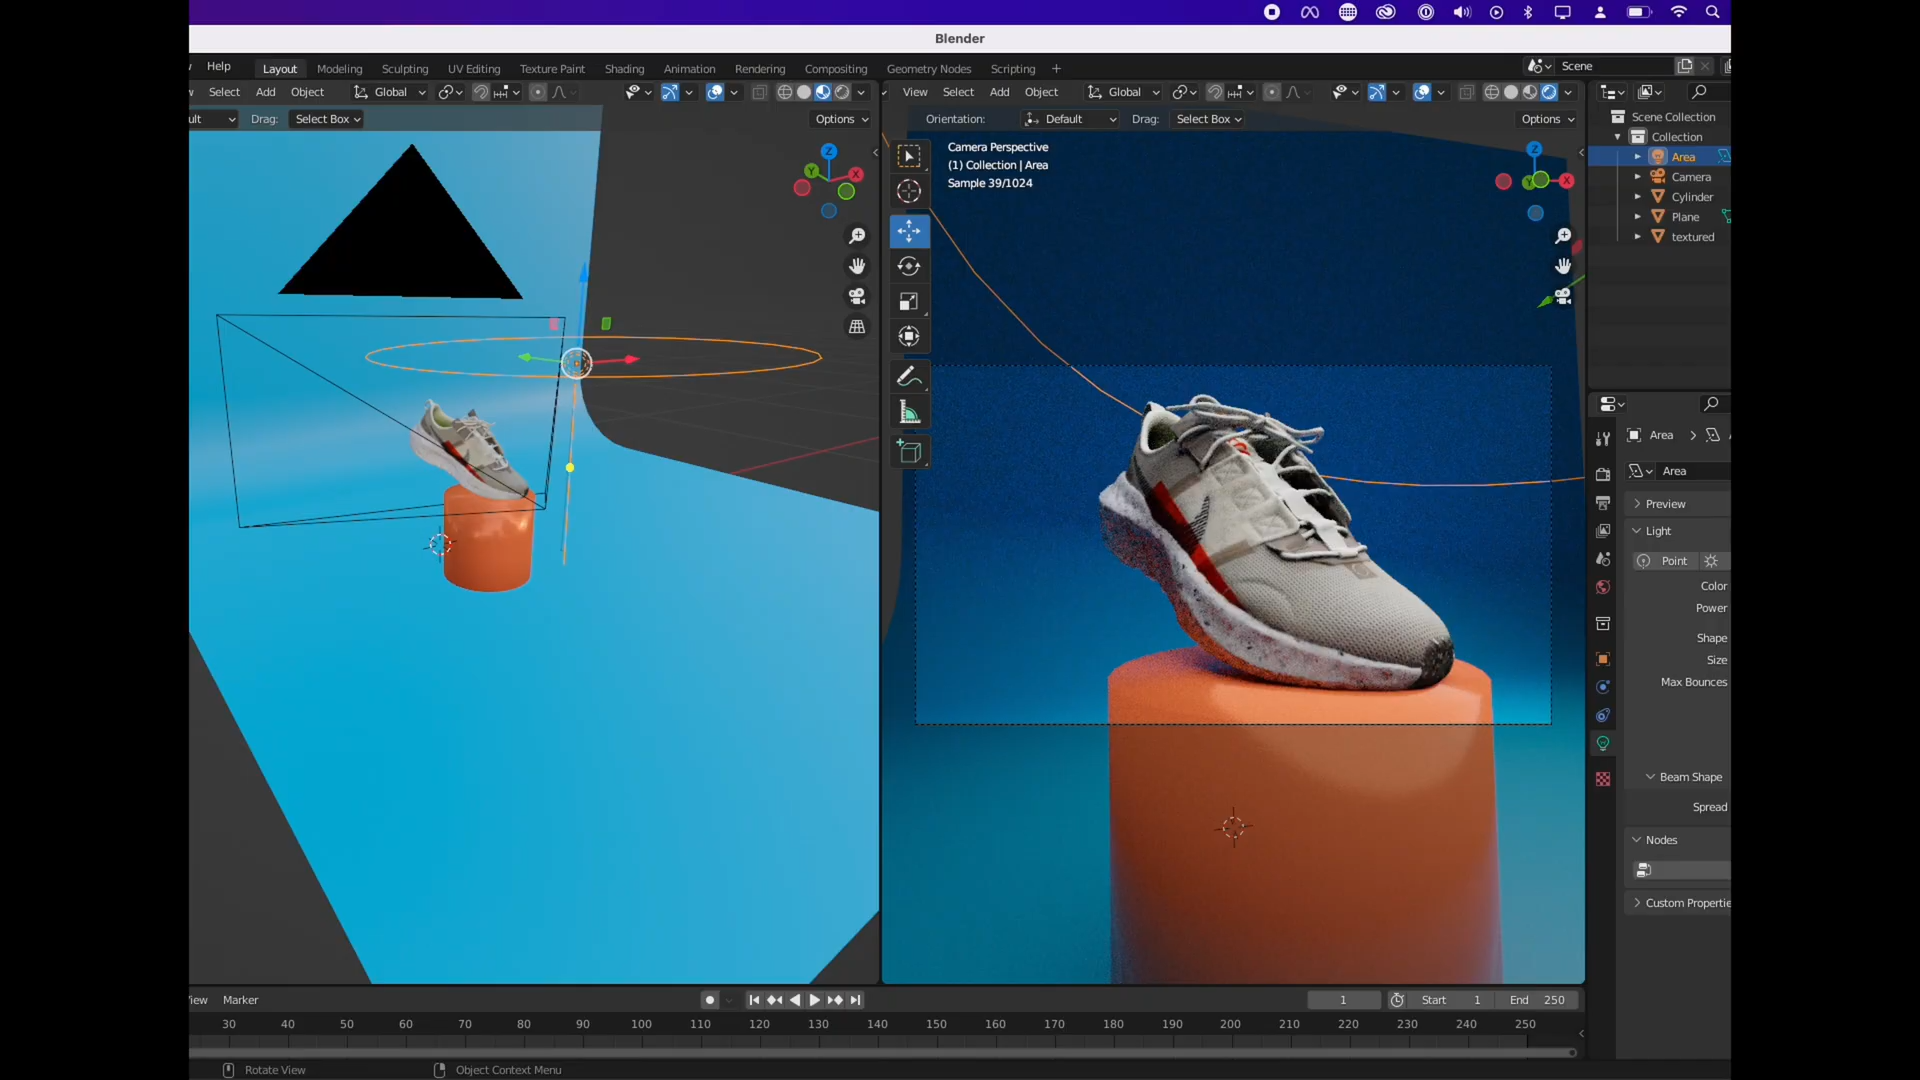 Blender
Help
Layout
Modeling
Sculpting
UV Editing
Texture Paint
Shading
Animation
Rendering
Compositing
Geometry Nodes
Scripting
+
Scene
Select
Add
Object
Global
View
Select
Add
Object
Global
ult
Drag:
Select Box
Options
Orientation:
Default
Drag:
Select Box
Options
Camera Perspective
(1) Collection | Area
Sample 39/1024
Z
Y
X
Z
Y
X
Scene Collection
Collection
Area
Camera
Cylinder
Plane
textured
Area
Area
Preview
Light
Point
Color
Power
Shape
Size
Max Bounces
Beam Shape
Spread
Nodes
Custom Propertie
iew
Marker
1
Start 1
End 250
30 40 50 60 70 80 90 100 110 120 130 140 150 160 170 180 190 200 210 220 230 240 250
Rotate View
Object Context Menu